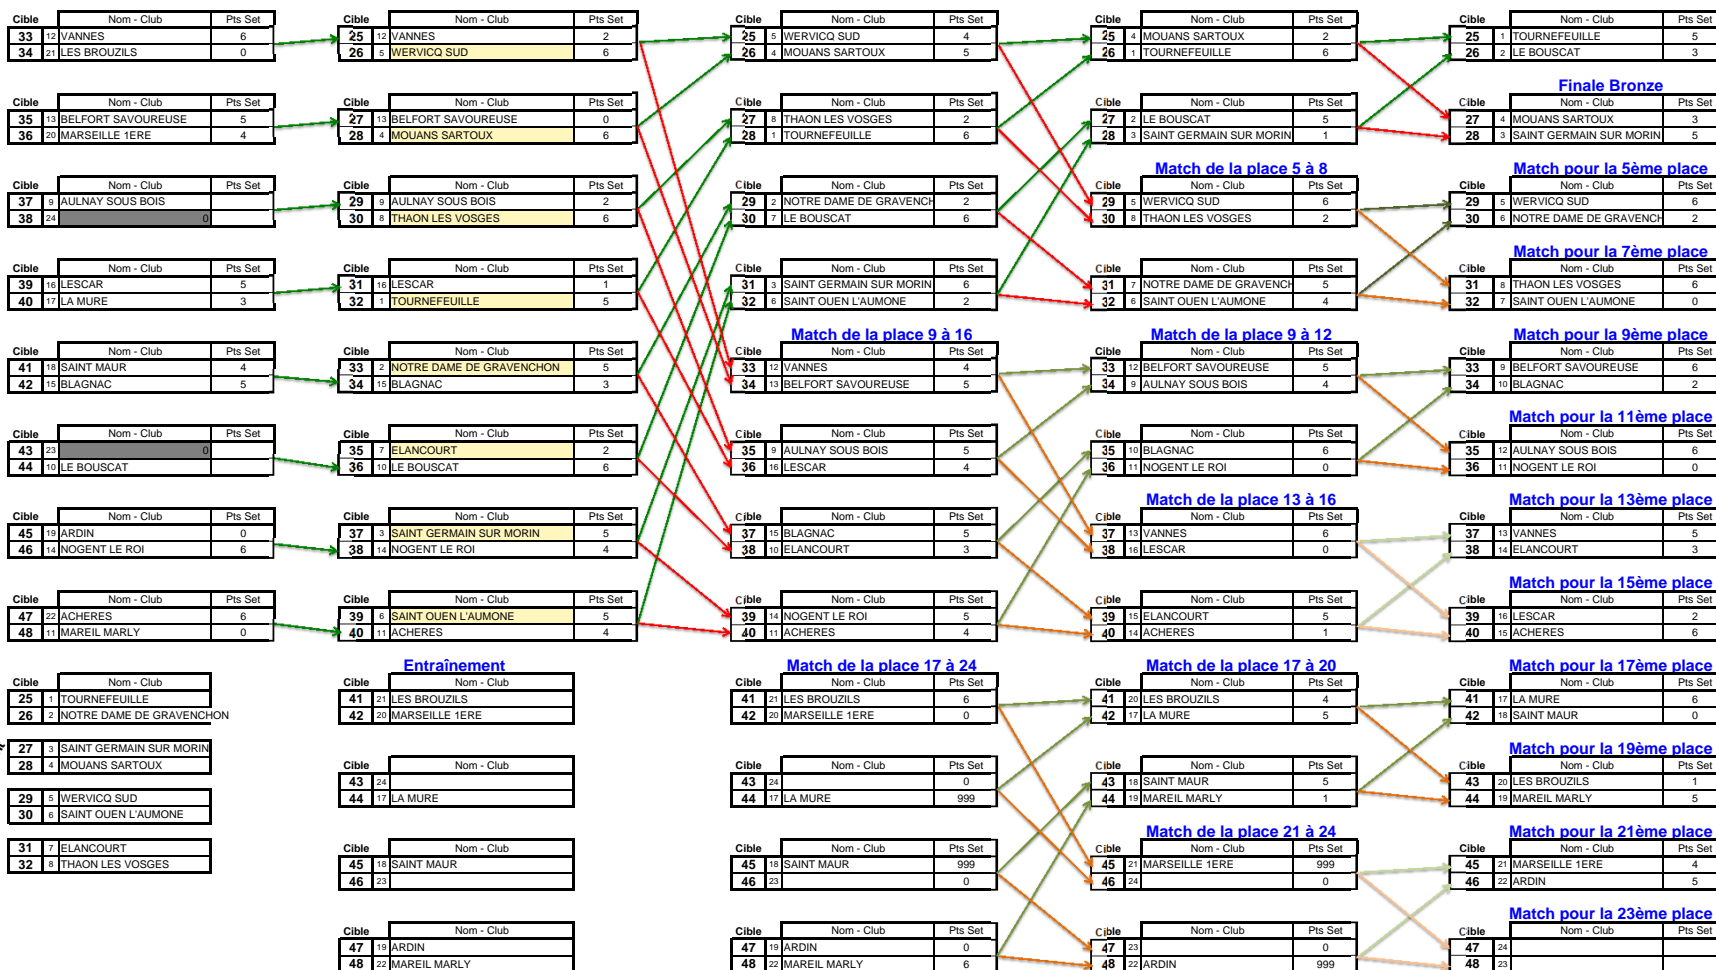 Cible Nom - Club Pts Set
33 12 VANNES 6
34 21 LES BROUZILS 0
Cible Nom - Club Pts Set
35 13 BELFORT SAVOUREUSE 5
36 20 MARSEILLE 1ERE 4
Cible Nom - Club Pts Set
37 9 AULNAY SOUS BOIS
38 24 0
Cible Nom - Club Pts Set
39 16 LESCAR 5
40 17 LA MURE 3
Cible Nom - Club Pts Set
41 18 SAINT MAUR 4
42 15 BLAGNAC 5
Cible Nom - Club Pts Set
43 23 0
44 10 LE BOUSCAT
Cible Nom - Club Pts Set
45 19 ARDIN 0
46 14 NOGENT LE ROI 6
Cible Nom - Club Pts Set
47 22 ACHERES 6
48 11 MAREIL MARLY 0
Cible Nom - Club
25 1 TOURNEFEUILLE
26 2 NOTRE DAME DE GRAVENCHON
27 3 SAINT GERMAIN SUR MORIN
28 4 MOUANS SARTOUX
29 5 WERVICQ SUD
30 6 SAINT OUEN L'AUMONE
31 7 ELANCOURT
32 8 THAON LES VOSGES
Cible Nom - Club Pts Set
25 12 VANNES 2
26 5 WERVICQ SUD 6
Cible Nom - Club Pts Set
27 13 BELFORT SAVOUREUSE 0
28 4 MOUANS SARTOUX 6
Cible Nom - Club Pts Set
29 9 AULNAY SOUS BOIS 2
30 8 THAON LES VOSGES 6
Cible Nom - Club Pts Set
31 16 LESCAR 1
32 1 TOURNEFEUILLE 5
Cible Nom - Club Pts Set
33 2 NOTRE DAME DE GRAVENCHON 5
34 15 BLAGNAC 3
Cible Nom - Club Pts Set
35 7 ELANCOURT 2
36 10 LE BOUSCAT 6
Cible Nom - Club Pts Set
37 3 SAINT GERMAIN SUR MORIN 5
38 14 NOGENT LE ROI 4
Cible Nom - Club Pts Set
39 6 SAINT OUEN L'AUMONE 5
40 11 ACHERES 4
Entraînement
Cible Nom - Club
41 21 LES BROUZILS
42 20 MARSEILLE 1ERE
Cible Nom - Club
43 24
44 17 LA MURE
Cible Nom - Club
45 18 SAINT MAUR
46 23
Cible Nom - Club
47 19 ARDIN
48 22 MAREIL MARLY
Cible Nom - Club Pts Set
25 5 WERVICQ SUD 4
26 4 MOUANS SARTOUX 5
Cible Nom - Club Pts Set
27 8 THAON LES VOSGES 2
28 1 TOURNEFEUILLE 6
Cible Nom - Club Pts Set
29 2 NOTRE DAME DE GRAVENCH 2
30 7 LE BOUSCAT 6
Cible Nom - Club Pts Set
31 3 SAINT GERMAIN SUR MORIN 6
32 6 SAINT OUEN L'AUMONE 2
Match de la place 9 à 16
Cible Nom - Club Pts Set
33 12 VANNES 4
34 13 BELFORT SAVOUREUSE 5
Cible Nom - Club Pts Set
35 9 AULNAY SOUS BOIS 5
36 16 LESCAR 4
Cible Nom - Club Pts Set
37 15 BLAGNAC 5
38 10 ELANCOURT 3
Cible Nom - Club Pts Set
39 14 NOGENT LE ROI 5
40 11 ACHERES 4
Match de la place 17 à 24
Cible Nom - Club Pts Set
41 21 LES BROUZILS 6
42 20 MARSEILLE 1ERE 0
Cible Nom - Club Pts Set
43 24 0
44 17 LA MURE 999
Cible Nom - Club Pts Set
45 18 SAINT MAUR 999
46 23 0
Cible Nom - Club Pts Set
47 19 ARDIN 0
48 22 MAREIL MARLY 6
Cible Nom - Club Pts Set
25 4 MOUANS SARTOUX 2
26 1 TOURNEFEUILLE 6
Cible Nom - Club Pts Set
27 2 LE BOUSCAT 5
28 3 SAINT GERMAIN SUR MORIN 1
Match de la place 5 à 8
Cible Nom - Club Pts Set
29 5 WERVICQ SUD 6
30 8 THAON LES VOSGES 2
Cible Nom - Club Pts Set
31 7 NOTRE DAME DE GRAVENCH 5
32 6 SAINT OUEN L'AUMONE 4
Match de la place 9 à 12
Cible Nom - Club Pts Set
33 12 BELFORT SAVOUREUSE 5
34 9 AULNAY SOUS BOIS 4
Cible Nom - Club Pts Set
35 10 BLAGNAC 6
36 11 NOGENT LE ROI 0
Match de la place 13 à 16
Cible Nom - Club Pts Set
37 13 VANNES 6
38 16 LESCAR 0
Cible Nom - Club Pts Set
39 15 ELANCOURT 5
40 14 ACHERES 1
Match de la place 17 à 20
Cible Nom - Club Pts Set
41 20 LES BROUZILS 4
42 17 LA MURE 5
Cible Nom - Club Pts Set
43 18 SAINT MAUR 5
44 19 MAREIL MARLY 1
Match de la place 21 à 24
Cible Nom - Club Pts Set
45 21 MARSEILLE 1ERE 999
46 24 0
Cible Nom - Club Pts Set
47 23 0
48 22 ARDIN 999
Cible Nom - Club Pts Set
25 1 TOURNEFEUILLE 5
26 2 LE BOUSCAT 3
Finale Bronze
Cible Nom - Club Pts Set
27 4 MOUANS SARTOUX 3
28 3 SAINT GERMAIN SUR MORIN 5
Match pour la 5ème place
Cible Nom - Club Pts Set
29 5 WERVICQ SUD 6
30 6 NOTRE DAME DE GRAVENCH 2
Match pour la 7ème place
Cible Nom - Club Pts Set
31 8 THAON LES VOSGES 6
32 7 SAINT OUEN L'AUMONE 0
Match pour la 9ème place
Cible Nom - Club Pts Set
33 9 BELFORT SAVOUREUSE 6
34 10 BLAGNAC 2
Match pour la 11ème place
Cible Nom - Club Pts Set
35 12 AULNAY SOUS BOIS 6
36 11 NOGENT LE ROI 0
Match pour la 13ème place
Cible Nom - Club Pts Set
37 13 VANNES 5
38 14 ELANCOURT 3
Match pour la 15ème place
Cible Nom - Club Pts Set
39 16 LESCAR 2
40 15 ACHERES 6
Match pour la 17ème place
Cible Nom - Club Pts Set
41 17 LA MURE 6
42 18 SAINT MAUR 0
Match pour la 19ème place
Cible Nom - Club Pts Set
43 20 LES BROUZILS 1
44 19 MAREIL MARLY 5
Match pour la 21ème place
Cible Nom - Club Pts Set
45 21 MARSEILLE 1ERE 4
46 22 ARDIN 5
Match pour la 23ème place
Cible Nom - Club Pts Set
47 24
48 23